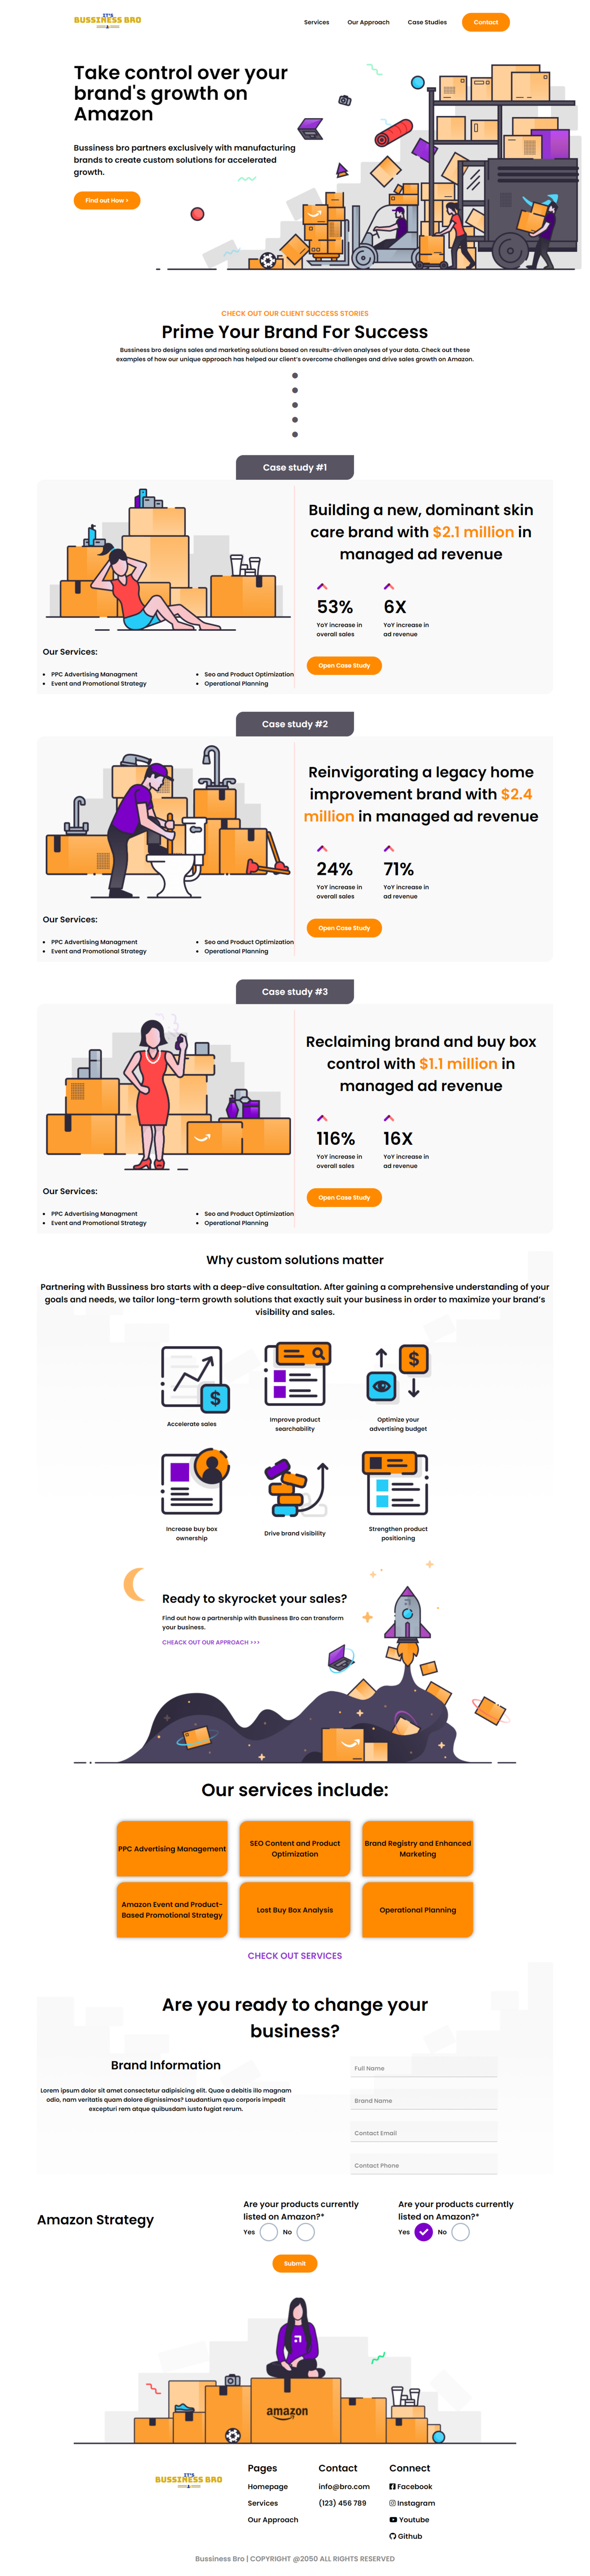 IT'S
BUSSINESS BRO
Services
Our Approach
Case Studies
Contact
Take control over your
brand's growth on
Amazon
Bussiness bro partners exclusively with manufacturing
brands to create custom solutions for accelerated
growth.
Find out How ›
CHECK OUT OUR CLIENT SUCCESS STORIES
Prime Your Brand For Success
Bussiness bro designs sales and marketing solutions based on results-driven analyses of your data. Check out these
examples of how our unique approach has helped our client's overcome challenges and drive sales growth on Amazon.
Case study #1
Building a new, dominant skin
care brand with $2.1 million in
managed ad revenue
53%
6X
YoY increase in
overall sales
YoY increase in
ad revenue
Open Case Study
Our Services:
PPC Advertising Managment
Event and Promotional Strategy
Seo and Product Optimization
Operational Planning
Case study #2
Reinvigorating a legacy home
improvement brand with $2.4
million in managed ad revenue
24%
71%
YoY increase in
overall sales
YoY increase in
ad revenue
Open Case Study
Our Services:
PPC Advertising Managment
Event and Promotional Strategy
Seo and Product Optimization
Operational Planning
Case study #3
Reclaiming brand and buy box
control with $1.1 million in
managed ad revenue
116%
16X
YoY increase in
overall sales
YoY increase in
ad revenue
Open Case Study
Our Services:
PPC Advertising Managment
Event and Promotional Strategy
Seo and Product Optimization
Operational Planning
Why custom solutions matter
Partnering with Bussiness bro starts with a deep-dive consultation. After gaining a comprehensive understanding of your
goals and needs, we tailor long-term growth solutions that exactly suit your business in order to maximize your brand's
visibility and sales.
$
$
Accelerate sales
Improve product
searchability
Optimize your
advertising budget
Increase buy box
ownership
Drive brand visibility
Strengthen product
positioning
Ready to skyrocket your sales?
Find out how a partnership with Bussiness Bro can transform
your business.
CHEACK OUT OUR APPROACH >>>
Our services include:
PPC Advertising Management
SEO Content and Product
Optimization
Brand Registry and Enhanced
Marketing
Amazon Event and Product-
Based Promotional Strategy
Lost Buy Box Analysis
Operational Planning
CHECK OUT SERVICES
Are you ready to change your
business?
Brand Information
Lorem ipsum dolor sit amet consectetur adipisicing elit. Quae a debitis illo magnam
odio, nam veritatis quam dolore dignissimos? Laudantium quo corporis impedit
excepturi rem atque quibusdam iusto fugiat rerum.
Full Name
Brand Name
Contact Email
Contact Phone
Amazon Strategy
Are your products currently
listed on Amazon?*
Yes
No
Are your products currently
listed on Amazon?*
Yes
No
Submit
amazon
IT'S
BUSSINESS BRO
Pages
Homepage
Services
Our Approach
Contact
info@bro.com
(123) 456 789
Connect
Facebook
Instagram
Youtube
Github
Bussiness Bro | COPYRIGHT @2050 ALL RIGHTS RESERVED